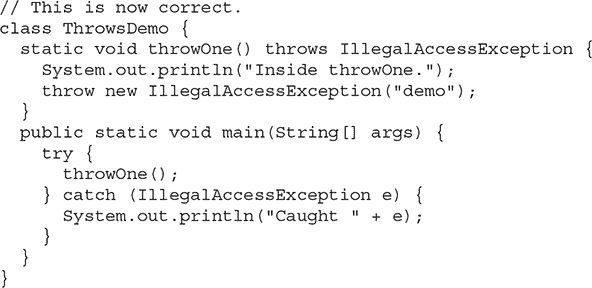 // This is now correct.
class ThrowsDemo {
  static void throwOne() throws IllegalAccessException {
    System.out.println("Inside throwOne.");
    throw new IllegalAccessException("demo");
  }
  public static void main(String[] args) {
    try {
      throwOne();
    } catch (IllegalAccessException e) {
      System.out.println("Caught " + e);
    }
  }
}